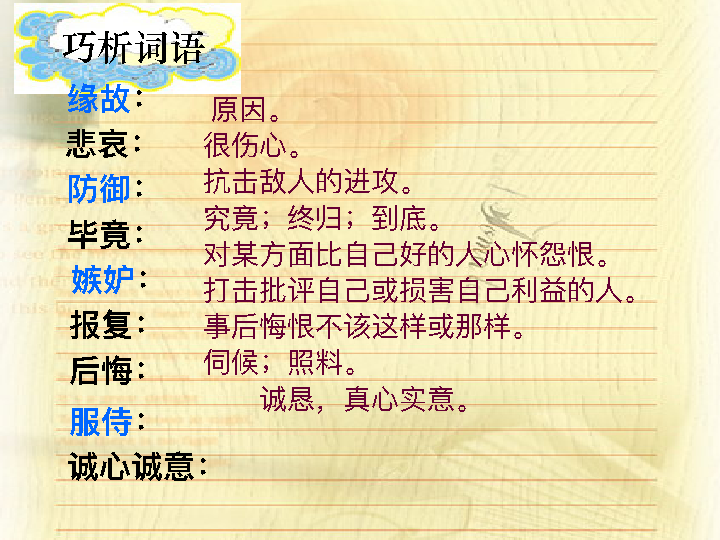 巧析词语
缘故：
悲哀：
防御：
毕竟：
嫉妒：
报复：
后悔：
服侍：
诚心诚意：
原因。
很伤心。
抗击敌人的进攻。
究竟；终归；到底。
对某方面比自己好的人心怀怨恨。
打击批评自己或损害自己利益的人。
事后悔恨不该这样或那样。
伺候；照料。
诚恳，真心实意。